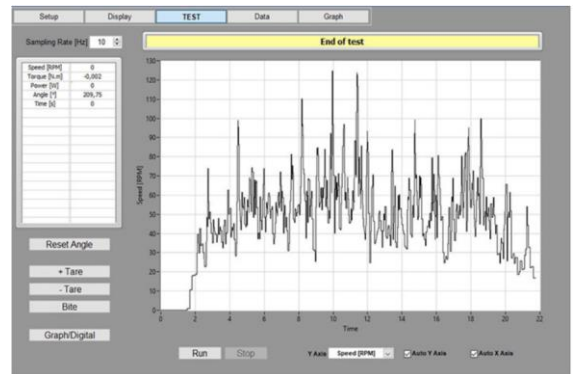 Setup Display TEST Data Graph
Sampling Rate [Hz] 10
End of test
Speed [RPM] 0
Torque [N.m] -0,002
Power [W] 0
Angle [°] 209,75
Time [s] 0
Reset Angle
+ Tare
- Tare
Bite
Graph/Digital
130
120
110
100
90
80
70
60
50
40
30
20
10
0
Speed [RPM]
0 2 4 6 8 10 12 14 16 18 20 22
Time
Run Stop Y Axis Speed [RPM] Auto Y Axis Auto X Axis